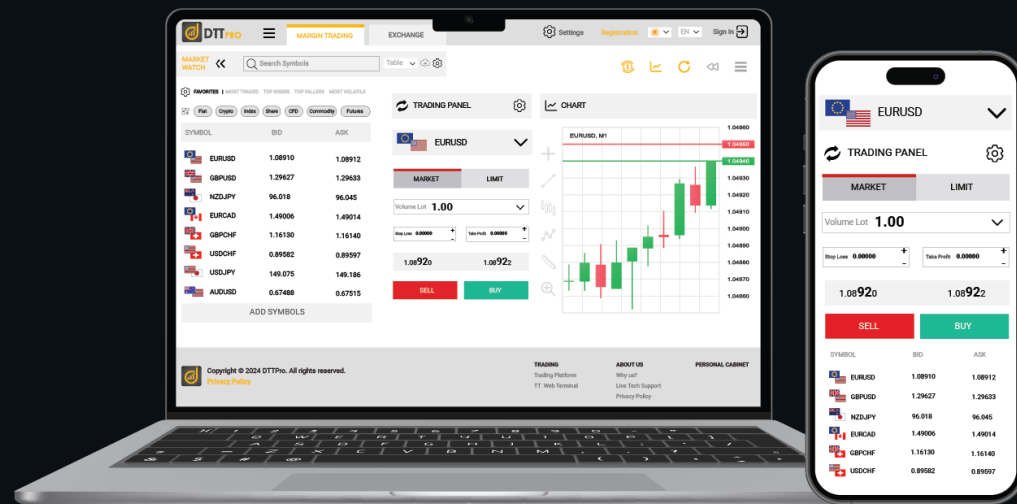 DTTPRO
MARGIN TRADING
EXCHANGE
Settings
Registration
EN
Sign In
MARKET WATCH
Search Symbols
Table
FAVORITES | MOST TRADED TOP RISERS TOP FALLERS MOST VOLATILE
Fiat Crypto Index Share CFD Commodity Futures
SYMBOL BID ASK
EURUSD 1.08910 1.08912
GBPUSD 1.29627 1.29633
NZDJPY 96.018 96.045
EURCAD 1.49006 1.49014
GBPCHF 1.16130 1.16140
USDCHF 0.89582 0.89597
USDJPY 149.075 149.186
AUDUSD 0.67488 0.67515
ADD SYMBOLS
TRADING PANEL
EURUSD
MARKET LIMIT
Volume Lot 1.00
Stop Loss 0.00000 + - Take Profit 0.00000 + -
1.08920 1.08922
SELL BUY
CHART
EURUSD, M1
1.04960
1.04950
1.04940
1.04930
1.04920
1.04910
1.04900
1.04890
1.04880
1.04870
1.04860
Copyright © 2024 DTTPro. All rights reserved.
Privacy Policy
TRADING
Trading Platform
TT Web Terminal
ABOUT US
Why us?
Live Tech Support
Privacy Policy
PERSONAL CABINET
EURUSD
TRADING PANEL
MARKET LIMIT
Volume Lot 1.00
Stop Loss 0.00000 + - Take Profit 0.00000 + -
1.08920 1.08922
SELL BUY
SYMBOL BID ASK
EURUSD 1.08910 1.08912
GBPUSD 1.29627 1.29633
NZDJPY 96.018 96.045
EURCAD 1.49006 1.49014
GBPCHF 1.16130 1.16140
USDCHF 0.89582 0.89597